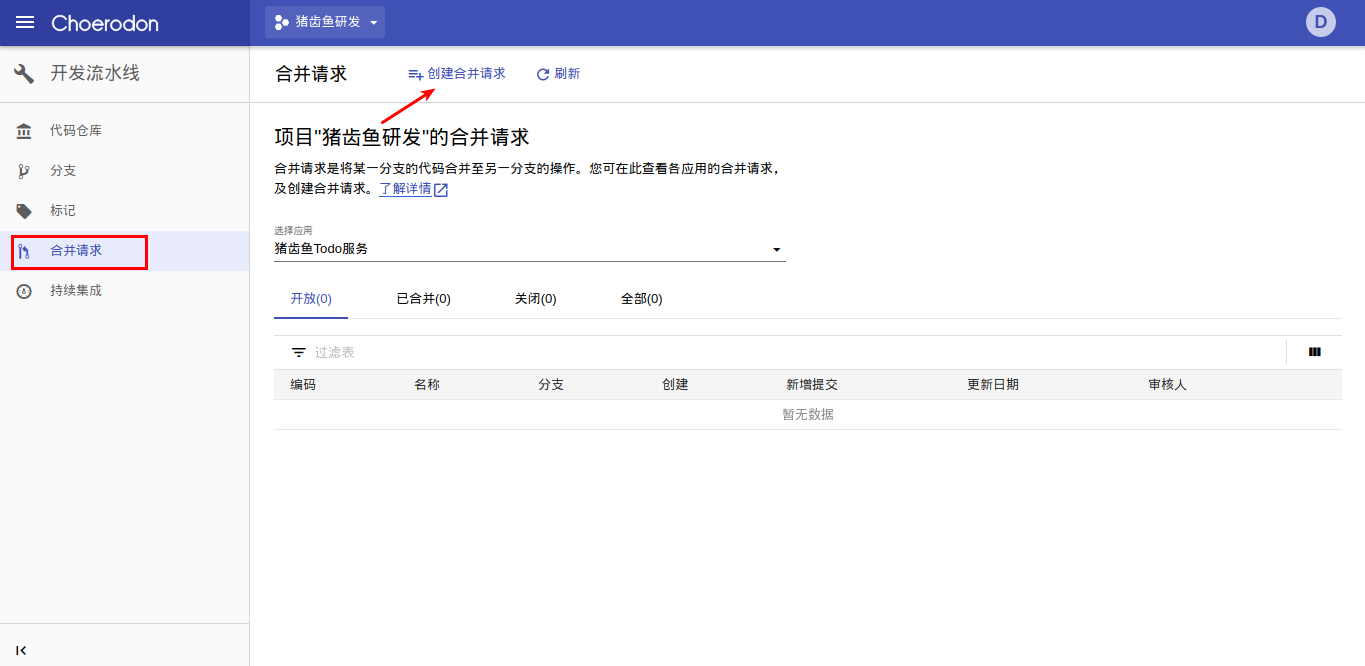 Choerodon
猪齿鱼研发
D
开发流水线
代码仓库
分支
标记
合并请求
持续集成
合并请求
创建合并请求
刷新
项目"猪齿鱼研发"的合并请求
合并请求是将某一分支的代码合并至另一分支的操作。您可在此查看各应用的合并请求，
及创建合并请求。了解详情
选择应用
猪齿鱼Todo服务
开放(0) 已合并(0) 关闭(0) 全部(0)
过滤表
编码 名称 分支 创建 新增提交 更新日期 审核人
暂无数据